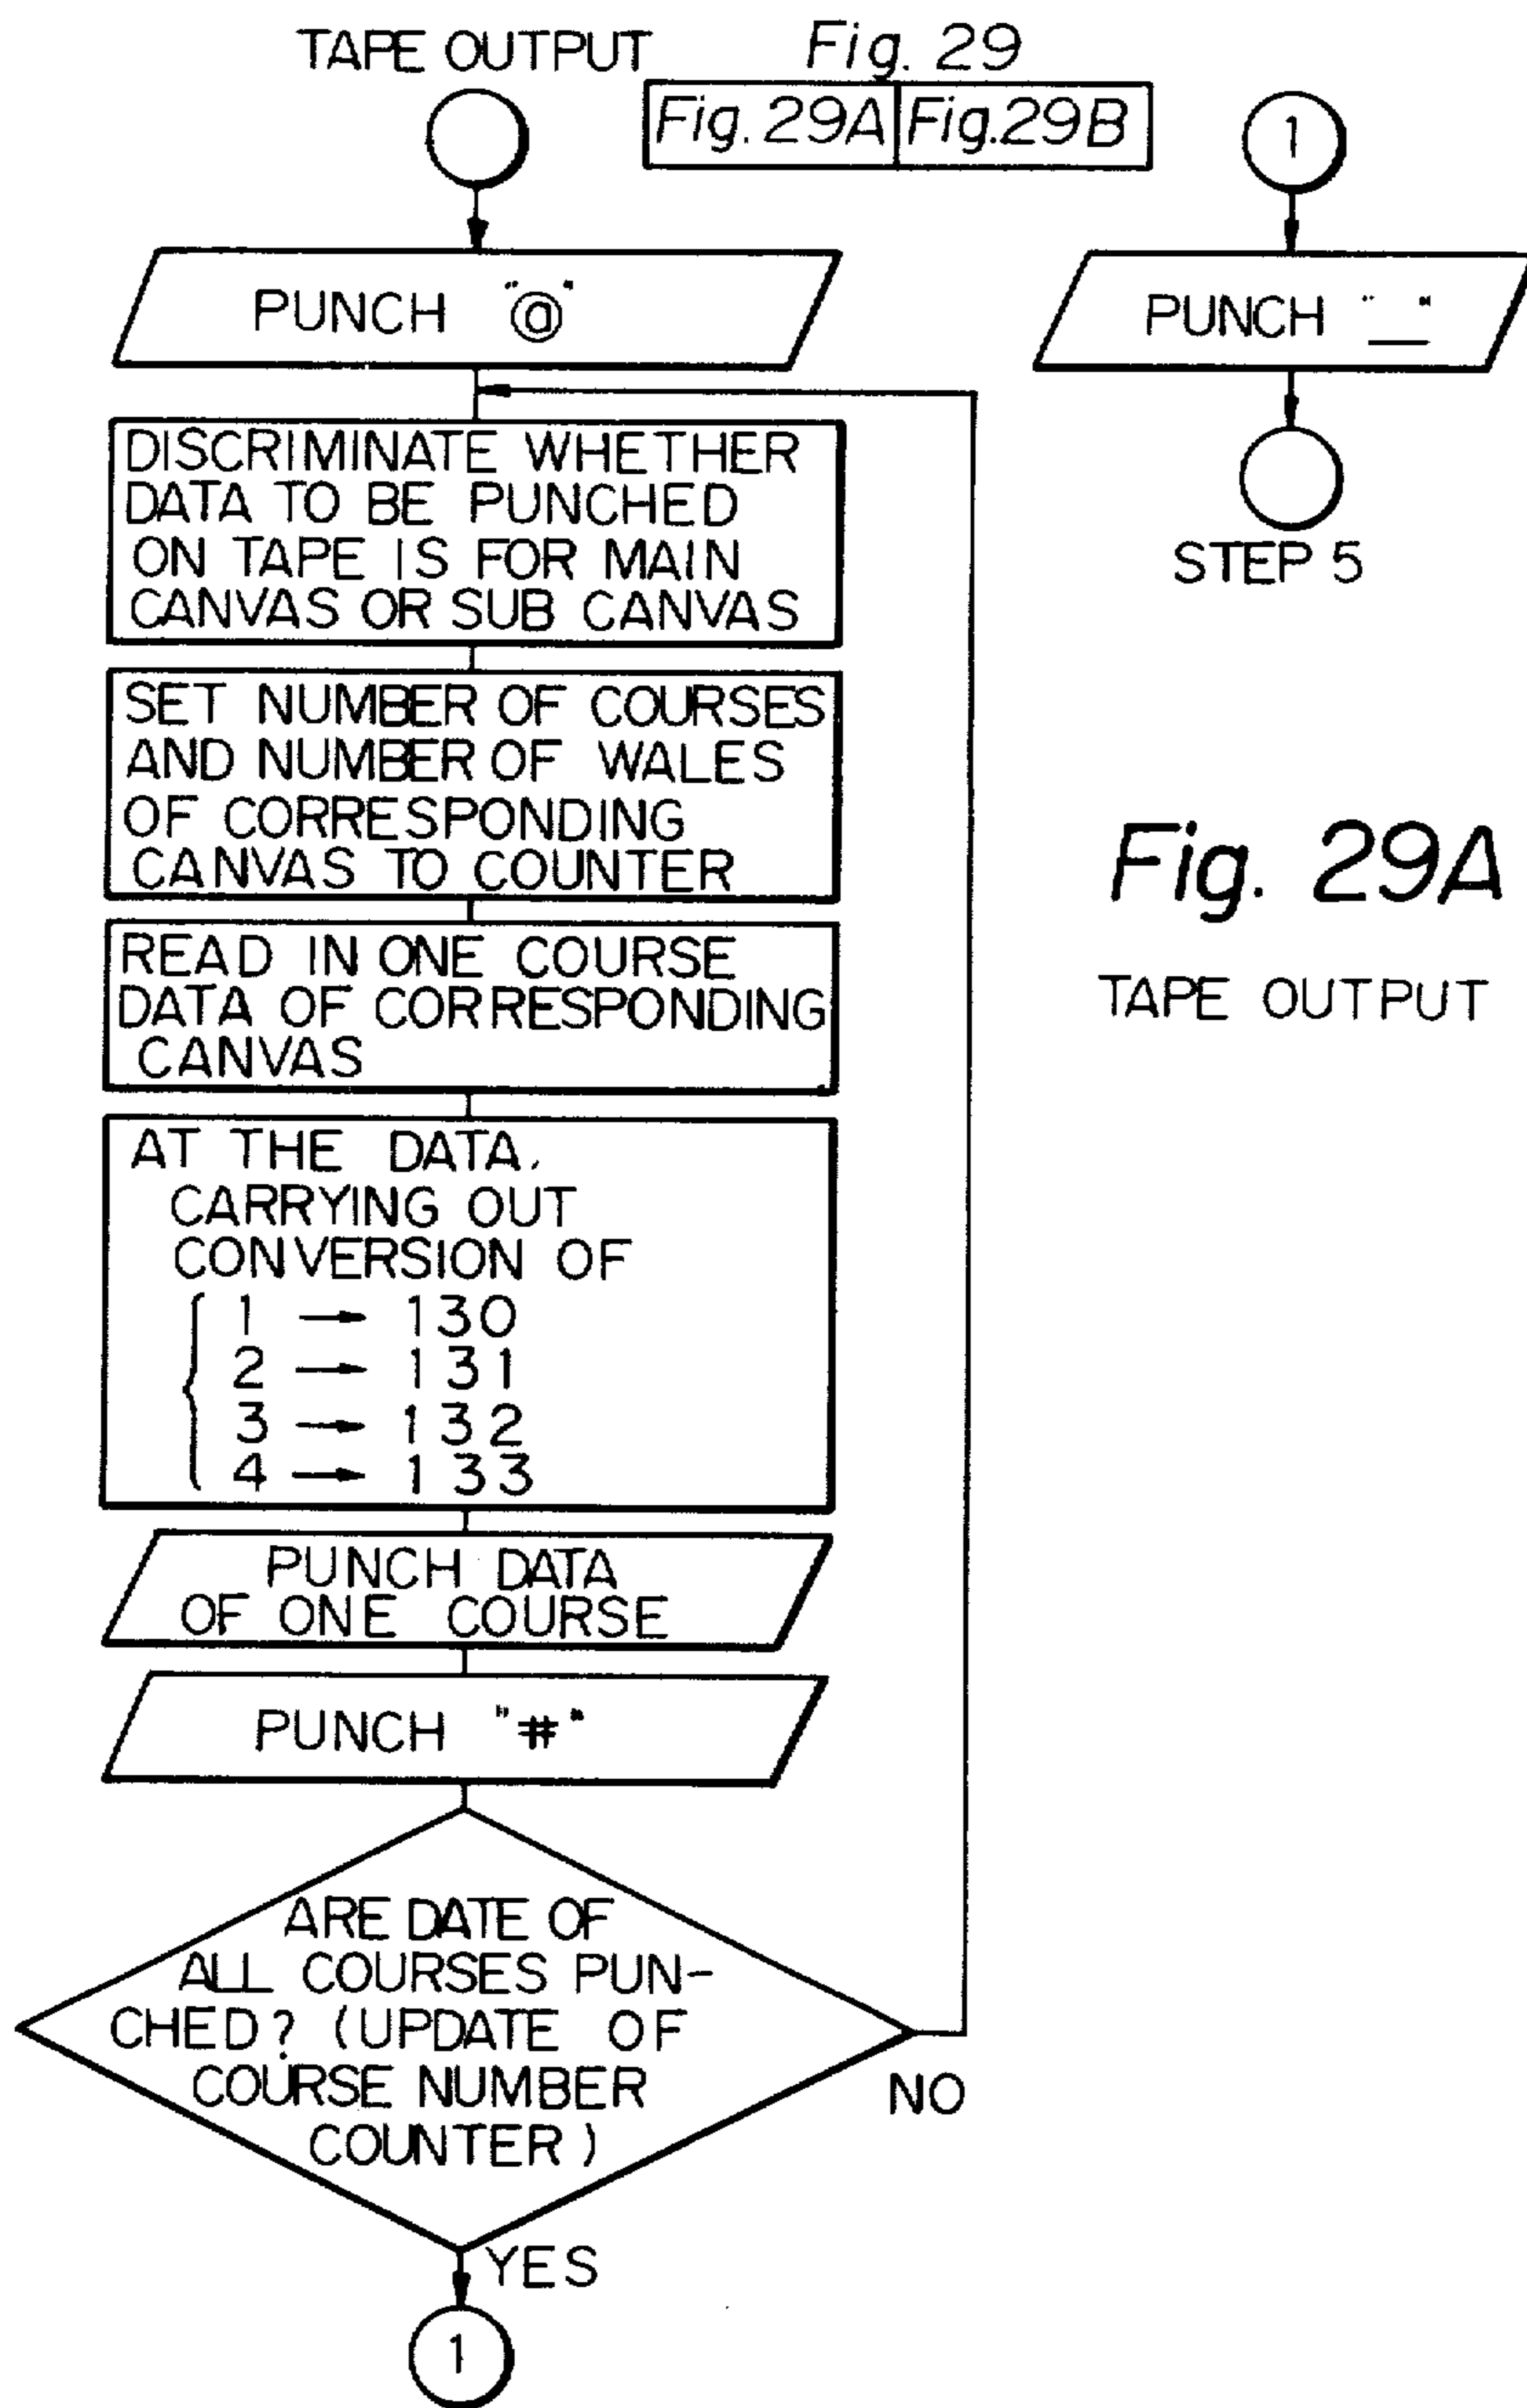 TAPE OUTPUT
Fig. 29
Fig. 29A Fig. 29B
PUNCH "@"
DISCRIMINATE WHETHER
DATA TO BE PUNCHED
ON TAPE IS FOR MAIN
CANVAS OR SUB CANVAS
SET NUMBER OF COURSES
AND NUMBER OF WALES
OF CORRESPONDING
CANVAS TO COUNTER
READ IN ONE COURSE
DATA OF CORRESPONDING
CANVAS
AT THE DATA,
CARRYING OUT
CONVERSION OF
1 → 130
2 → 131
3 → 132
4 → 133
PUNCH DATA
OF ONE COURSE
PUNCH "#"
ARE DATE OF
ALL COURSES PUN-
CHED? (UPDATE OF
COURSE NUMBER
COUNTER)
NO
YES
1
1
PUNCH "_"
STEP 5
Fig. 29A
TAPE OUTPUT